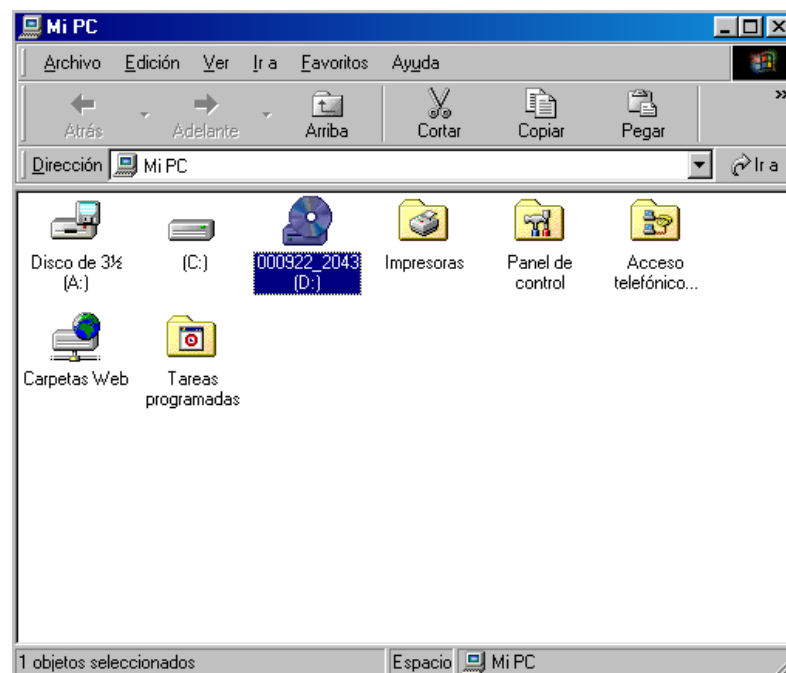 Mi PC
Archivo Edición Ver Ir a Favoritos Ayuda
Atrás Adelante Arriba Cortar Copiar Pegar »
Dirección Mi PC Ir a
Disco de 3½ (C:) 000922_2043 Impresoras Panel de Acceso
(A:) (D:) control telefónico...
Carpetas Web Tareas
programadas
1 objetos seleccionados Espacio Mi PC